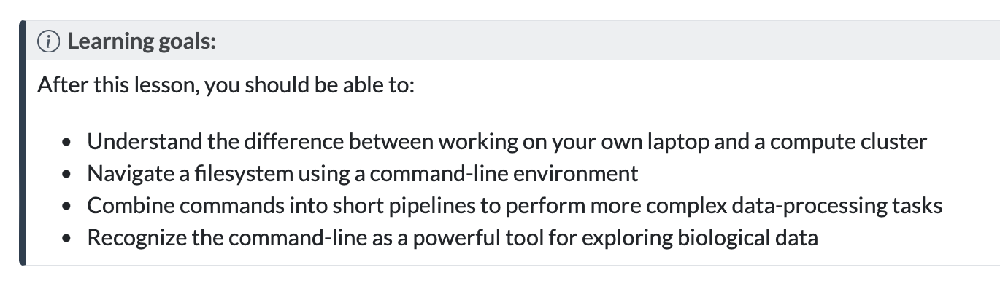 Learning goals:
After this lesson, you should be able to:
• Understand the difference between working on your own laptop and a compute cluster
• Navigate a filesystem using a command-line environment
• Combine commands into short pipelines to perform more complex data-processing tasks
• Recognize the command-line as a powerful tool for exploring biological data